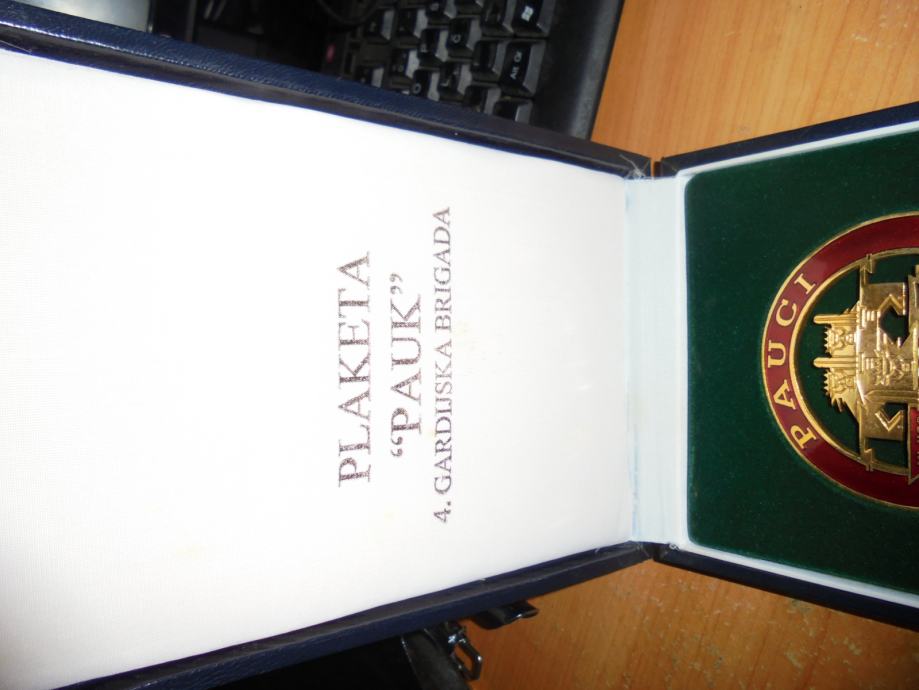 PLAKETA
“PAUK”
4. GARDIJSKA BRIGADA
PAUCI